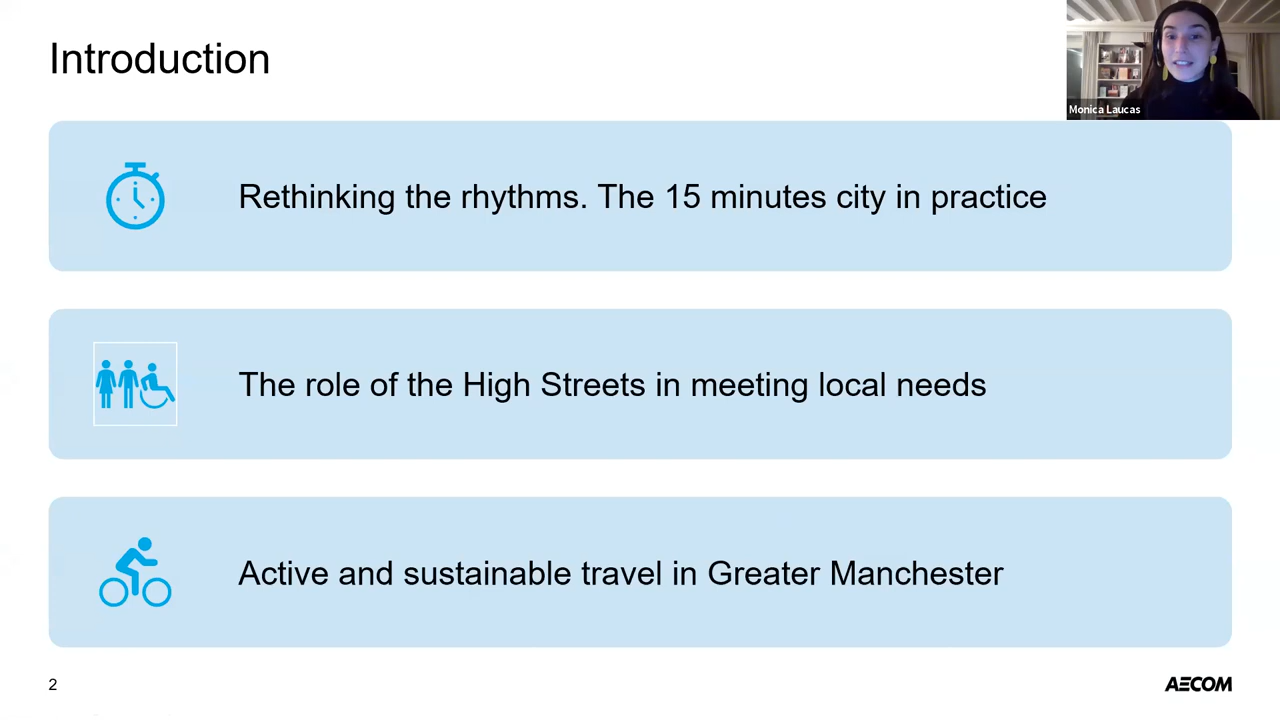 Introduction
Monica Laucas
Rethinking the rhythms. The 15 minutes city in practice
The role of the High Streets in meeting local needs
Active and sustainable travel in Greater Manchester
2
AECOM